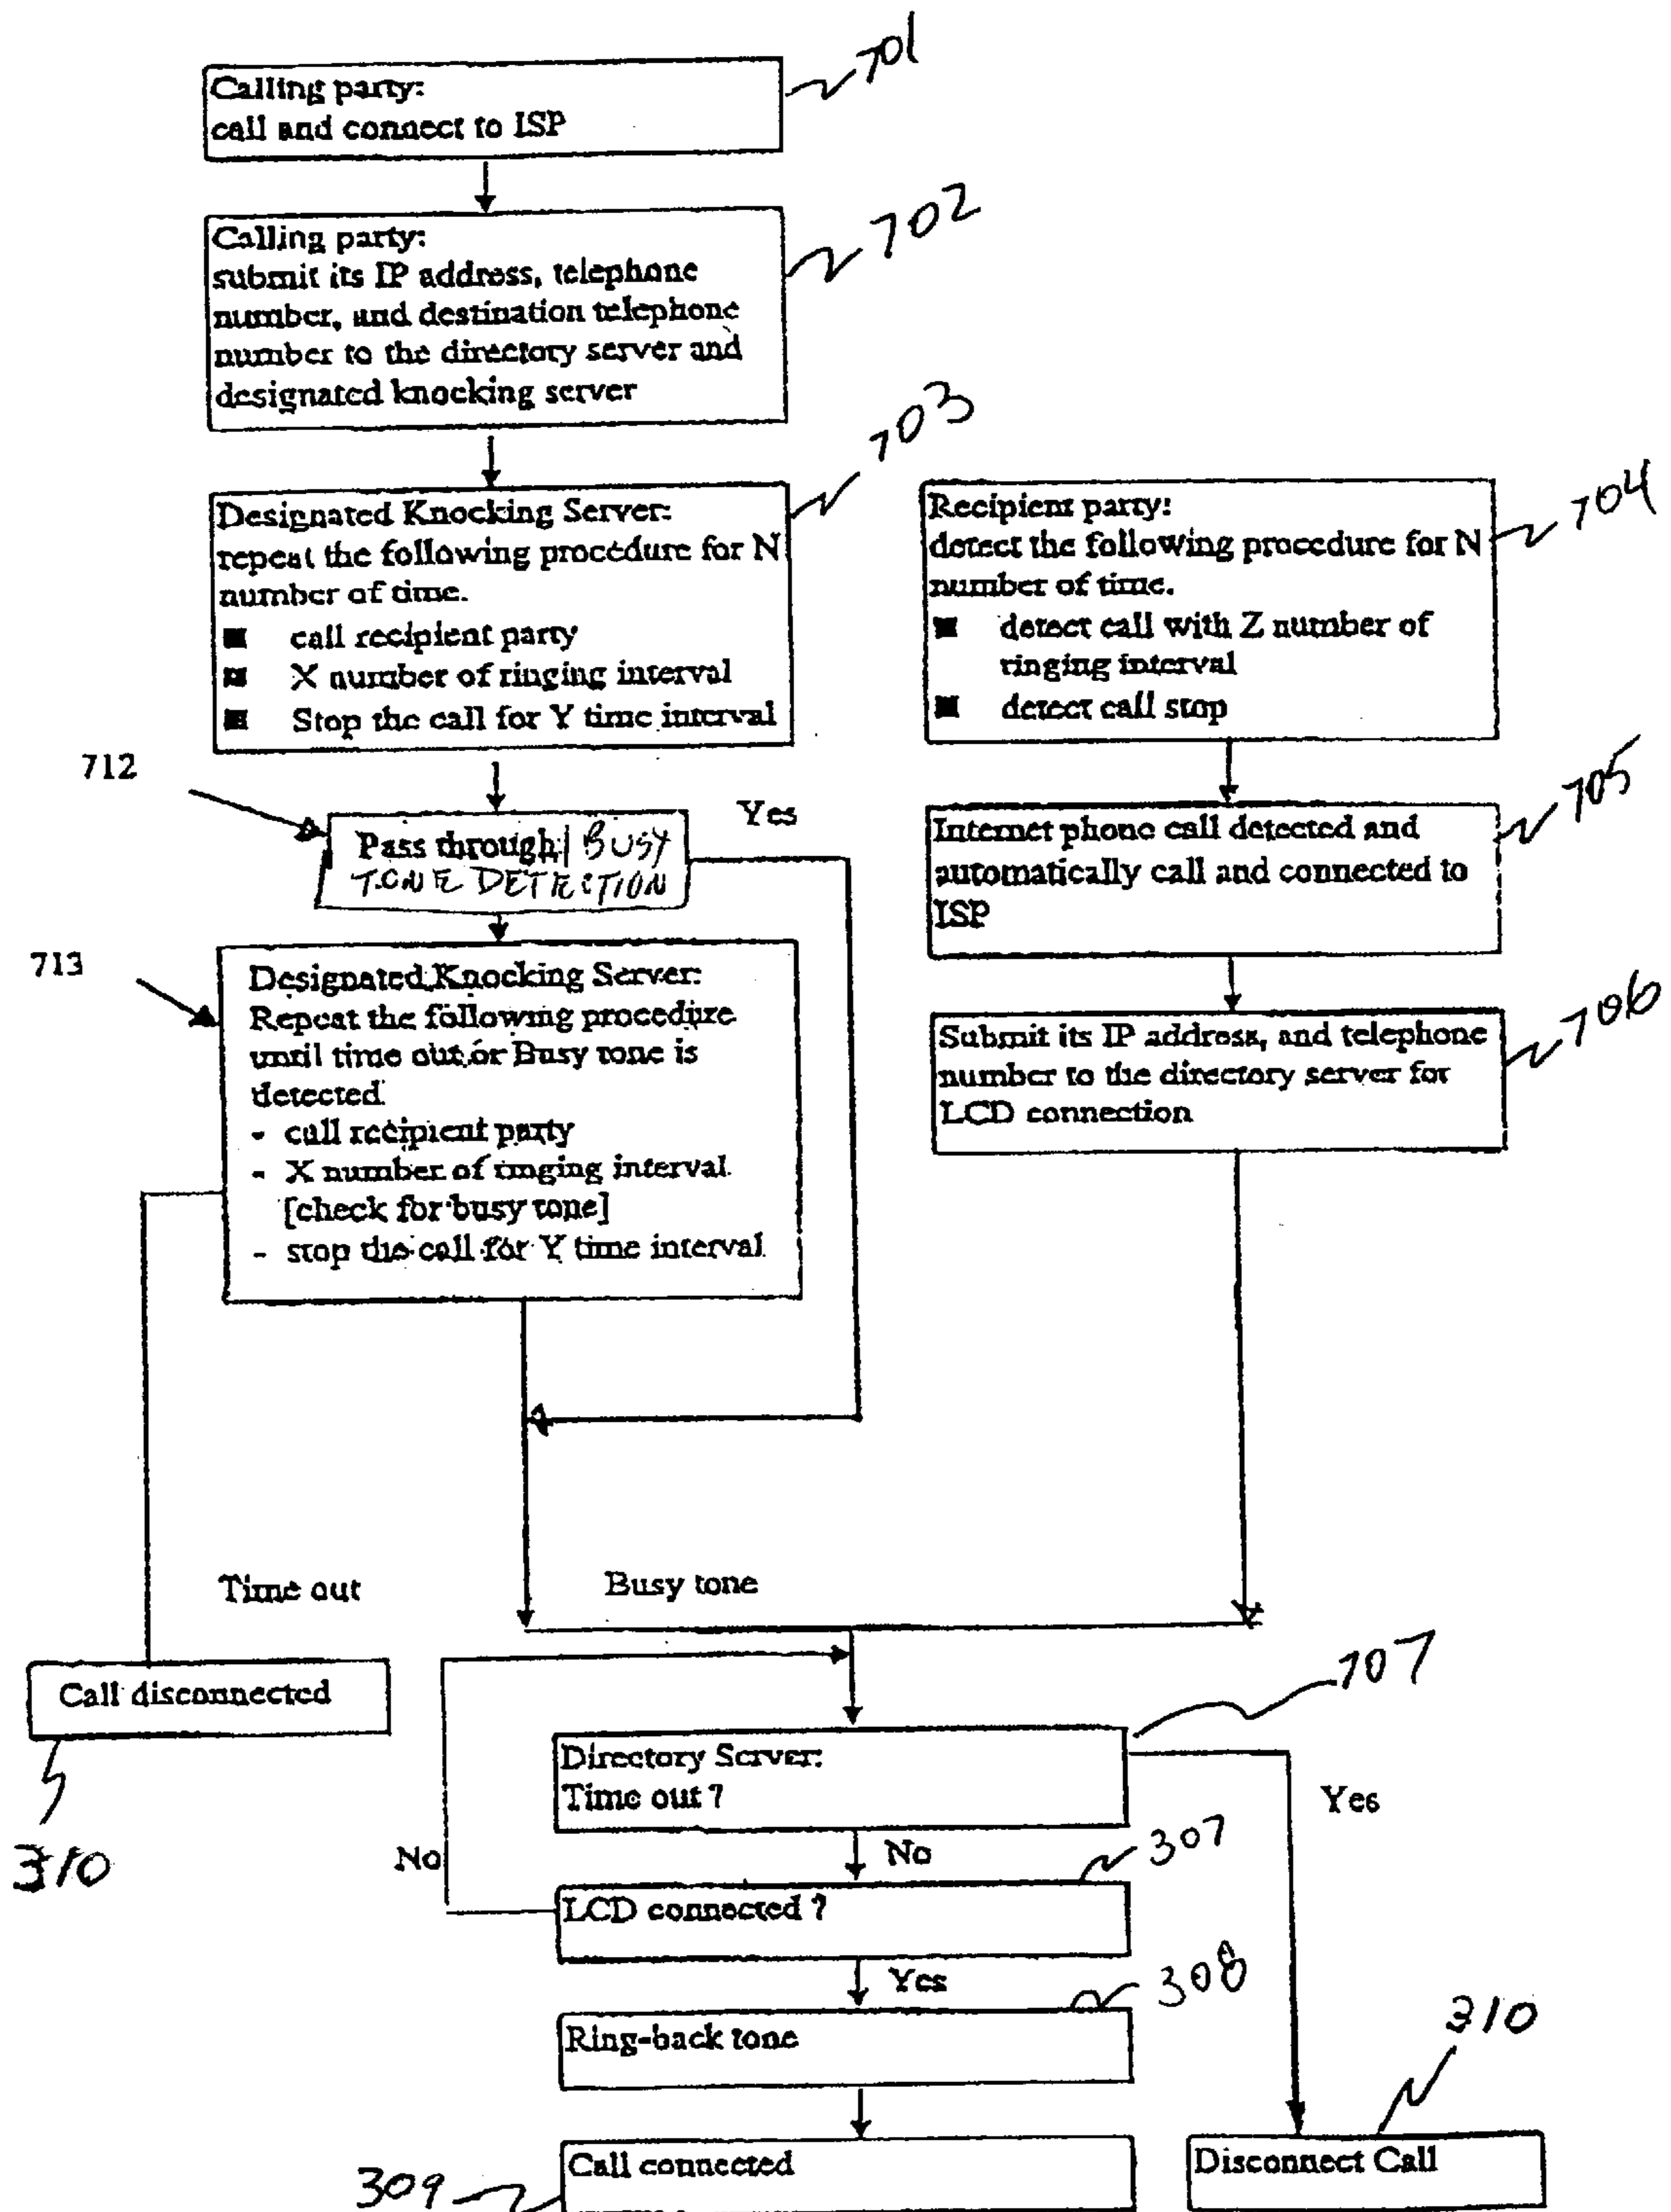 701
Calling party:
call and connect to ISP
702
Calling party:
submit its IP address, telephone
number, and destination telephone
number to the directory server and
designated knocking server
703
Designated Knocking Server:
repeat the following procedure for N
number of time.
call recipient party
X number of ringing interval
Stop the call for Y time interval
704
Recipient party:
detect the following procedure for N
number of time.
detect call with Z number of
ringing interval
detect call stop
712
Pass through BUSY
TONE DETECTION
Yes
705
Internet phone call detected and
automatically call and connected to
ISP
713
Designated Knocking Server:
Repeat the following procedure
until time out or Busy tone is
detected
- call recipient party
- X number of ringing interval.
[check for busy tone]
- stop the call for Y time interval
706
Submit its IP address, and telephone
number to the directory server for
LCD connection
Time out
Busy tone
Call disconnected
310
707
Directory Server:
Time out ?
Yes
No
No
307
LCD connected ?
Yes
308
Ring-back tone
310
309
Call connected
Disconnect Call